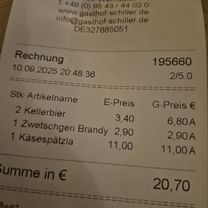 T +49 (0) 95 43 / 44 02 0
www.gasthof-schiller.de
info@gasthof-schiller.de
DE327685051
Rechnung 195660
10.09.2025 20:48:36 2/5.0
Stk Artikelname E-Preis G-Preis €
2 Kellerbier 3,40 6,80 A
1 Zwetschgen Brandy 2,90 2,90 A
1 Käsespätzla 11,00 11,00 A
Summe in € 20,70